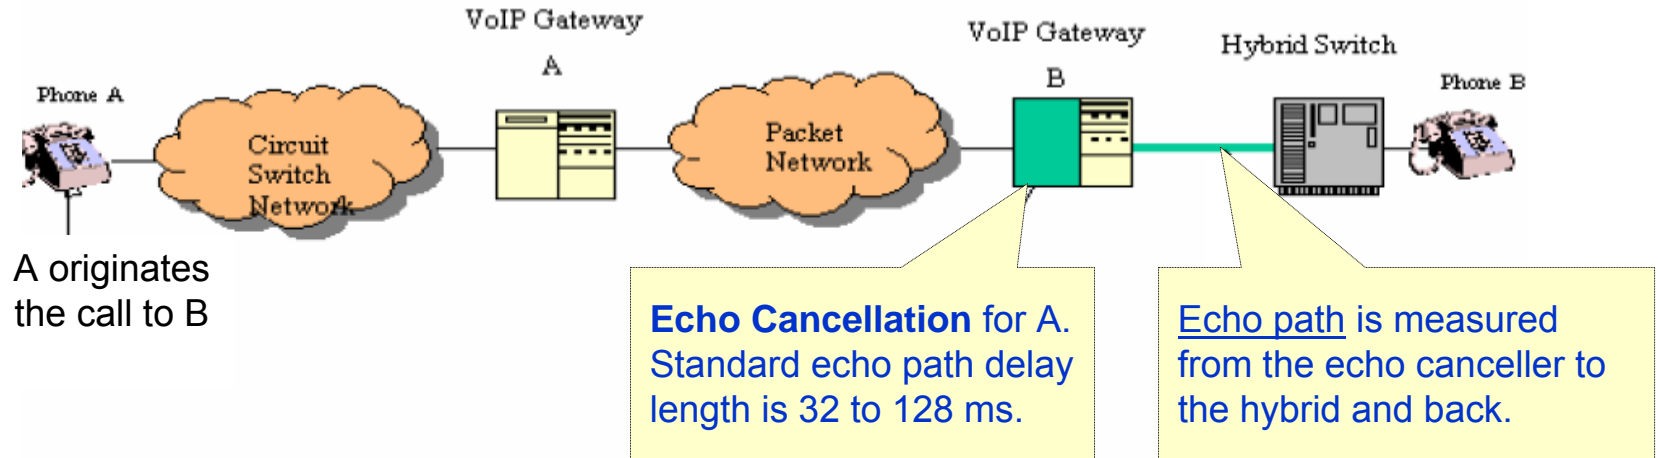 VoIP Gateway
A
VoIP Gateway
B
Hybrid Switch
Phone A
Phone B
Circuit
Switch
Network
Packet
Network
A originates
the call to B
Echo Cancellation for A.
Standard echo path delay
length is 32 to 128 ms.
Echo path is measured
from the echo canceller to
the hybrid and back.